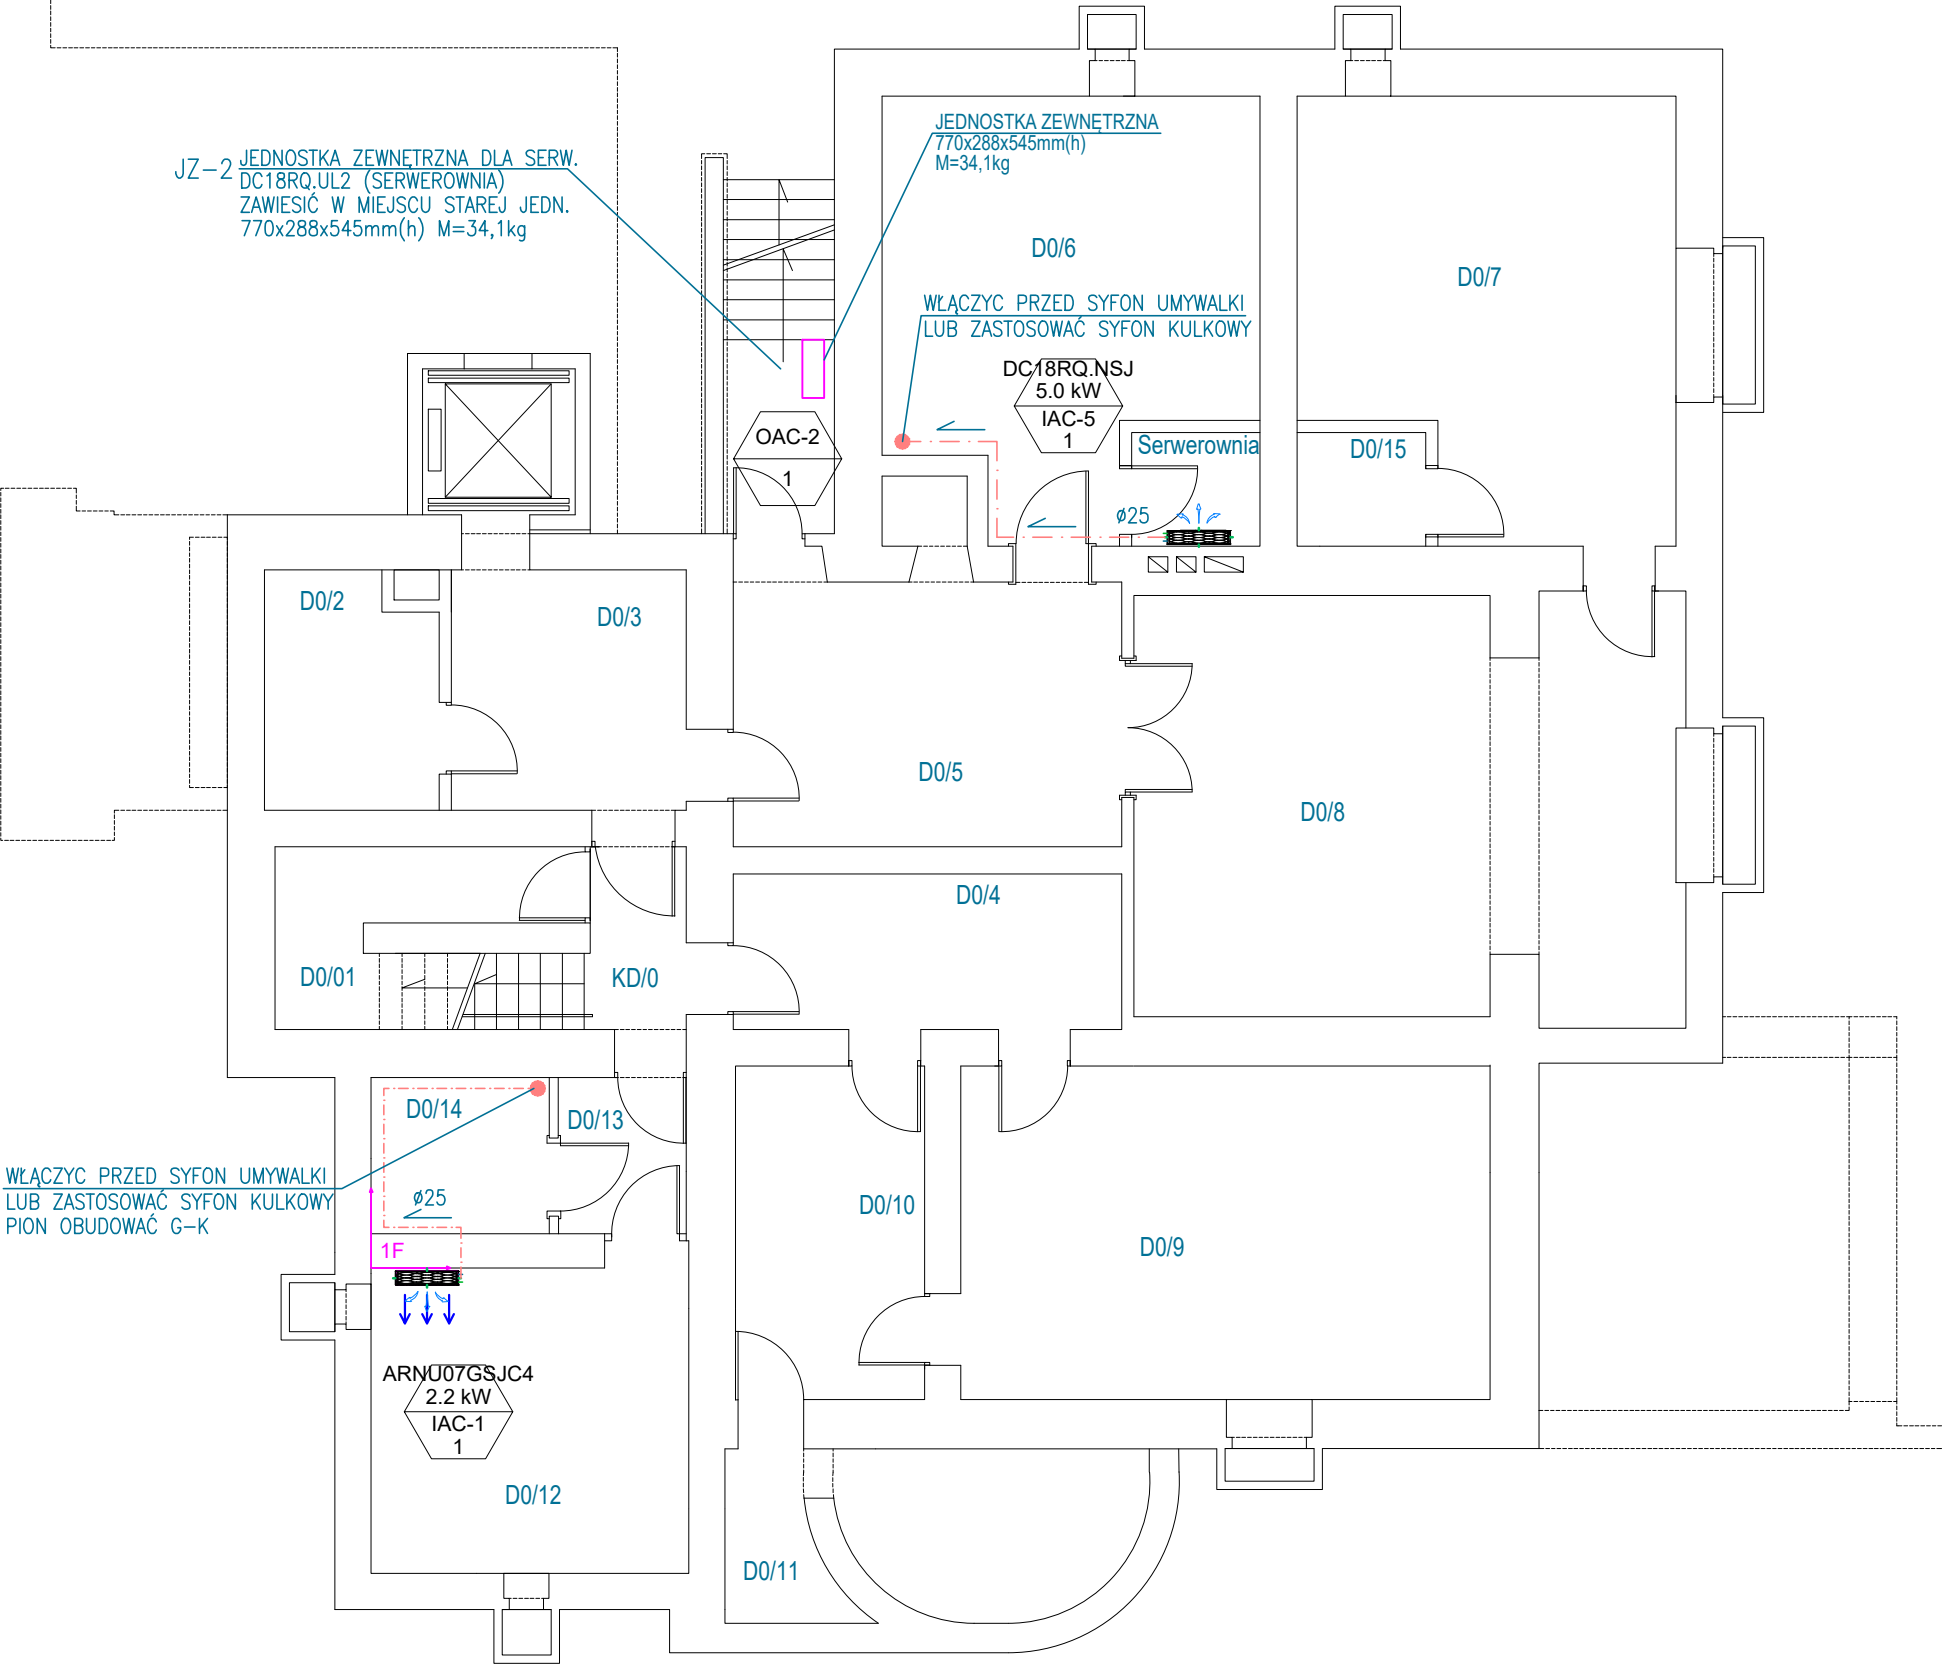 JEDNOSTKA ZEWNĘTRZNA
770x288x545mm(h)
M=34,1kg
JZ-2
JEDNOSTKA ZEWNĘTRZNA DLA SERW.
DC18RQ.UL2 (SERWEROWNIA)
ZAWIESIĆ W MIEJSCU STAREJ JEDN.
770x288x545mm(h) M=34,1kg
D0/6
D0/7
WŁĄCZYC PRZED SYFON UMYWALKI
LUB ZASTOSOWAĆ SYFON KULKOWY
DC18RQ.NSJ
5.0 kW
IAC-5
1
OAC-2
1
Serwerownia
D0/15
ø25
D0/2
D0/3
D0/5
D0/8
D0/4
D0/01
KD/0
D0/14
D0/13
WŁĄCZYC PRZED SYFON UMYWALKI
LUB ZASTOSOWAĆ SYFON KULKOWY
PION OBUDOWAĆ G-K
ø25
D0/10
D0/9
1F
ARNU07GSJC4
2.2 kW
IAC-1
1
D0/12
D0/11